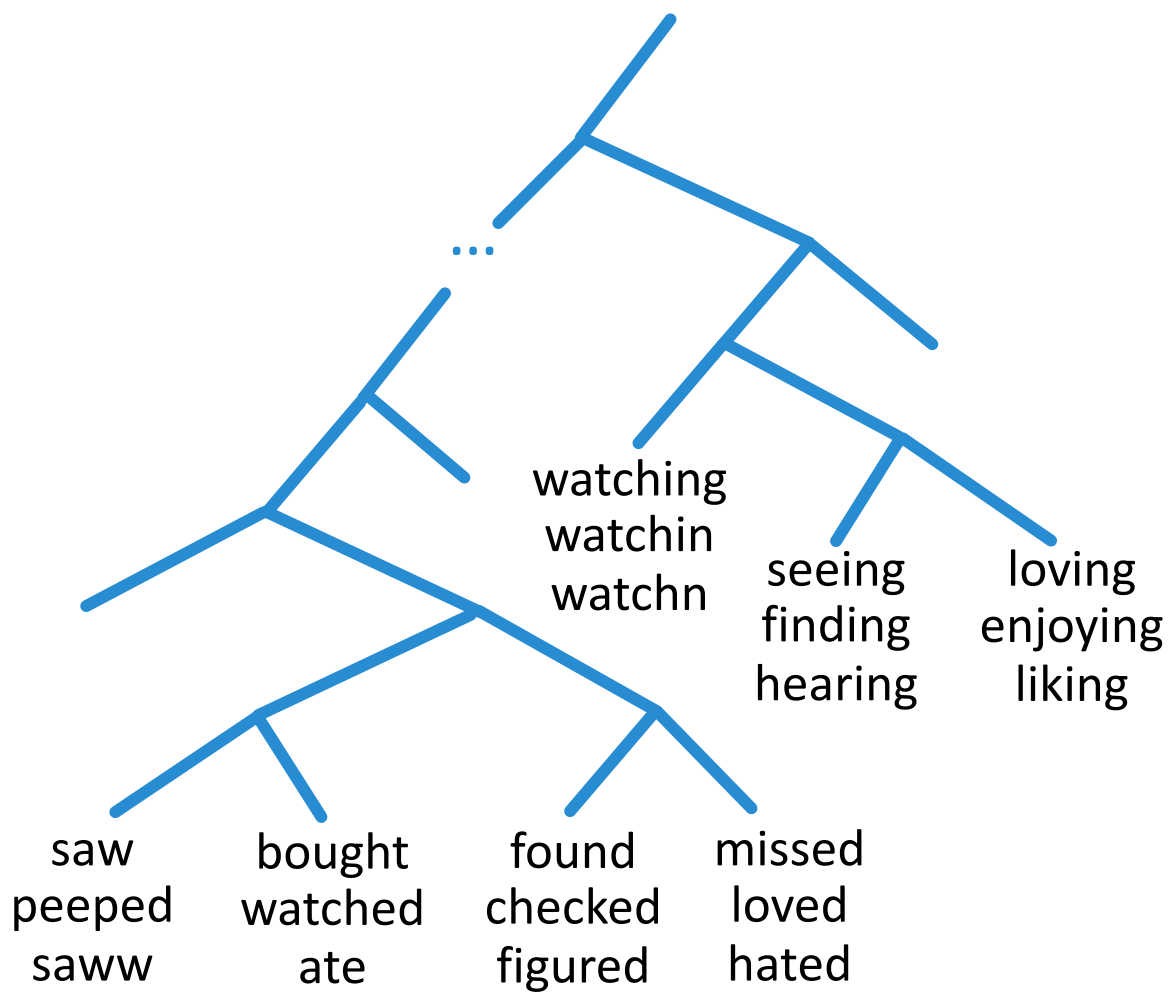 ...
watching
watchin
watchn
seeing
finding
hearing
loving
enjoying
liking
saw
peeped
saww
bought
watched
ate
found
checked
figured
missed
loved
hated